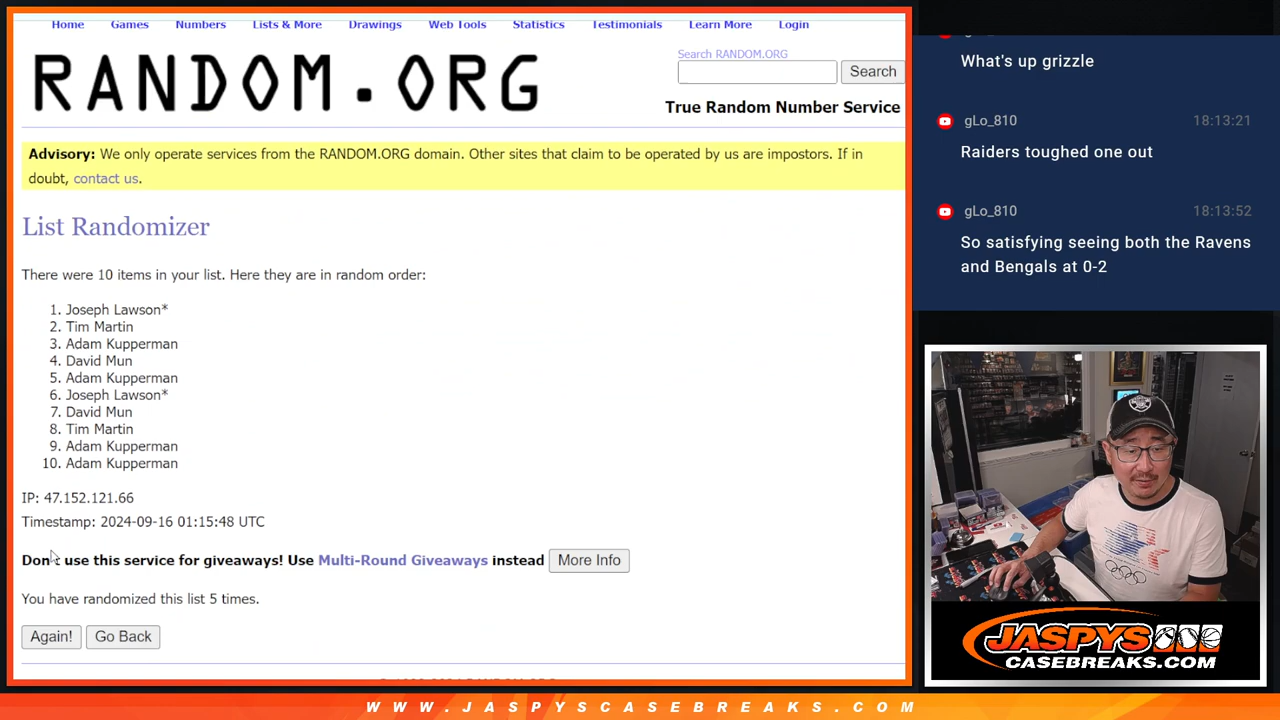 Home Games Numbers Lists & More Drawings Web Tools Statistics Testimonials Learn More Login
RANDOM.ORG
Search RANDOM.ORG
Search
True Random Number Service
Advisory: We only operate services from the RANDOM.ORG domain. Other sites that claim to be operated by us are impostors. If in
doubt, contact us.
List Randomizer
There were 10 items in your list. Here they are in random order:
1. Joseph Lawson*
2. Tim Martin
3. Adam Kupperman
4. David Mun
5. Adam Kupperman
6. Joseph Lawson*
7. David Mun
8. Tim Martin
9. Adam Kupperman
10. Adam Kupperman
IP: 47.152.121.66
Timestamp: 2024-09-16 01:15:48 UTC
Don't use this service for giveaways! Use Multi-Round Giveaways instead More Info
You have randomized this list 5 times.
Again! Go Back
What's up grizzle
gLo_810 18:13:21
Raiders toughed one out
gLo_810 18:13:52
So satisfying seeing both the Ravens
and Bengals at 0-2
JASPYS
CASEBREAKS.COM
WWW.JASPYSCASEBREAKS.COM